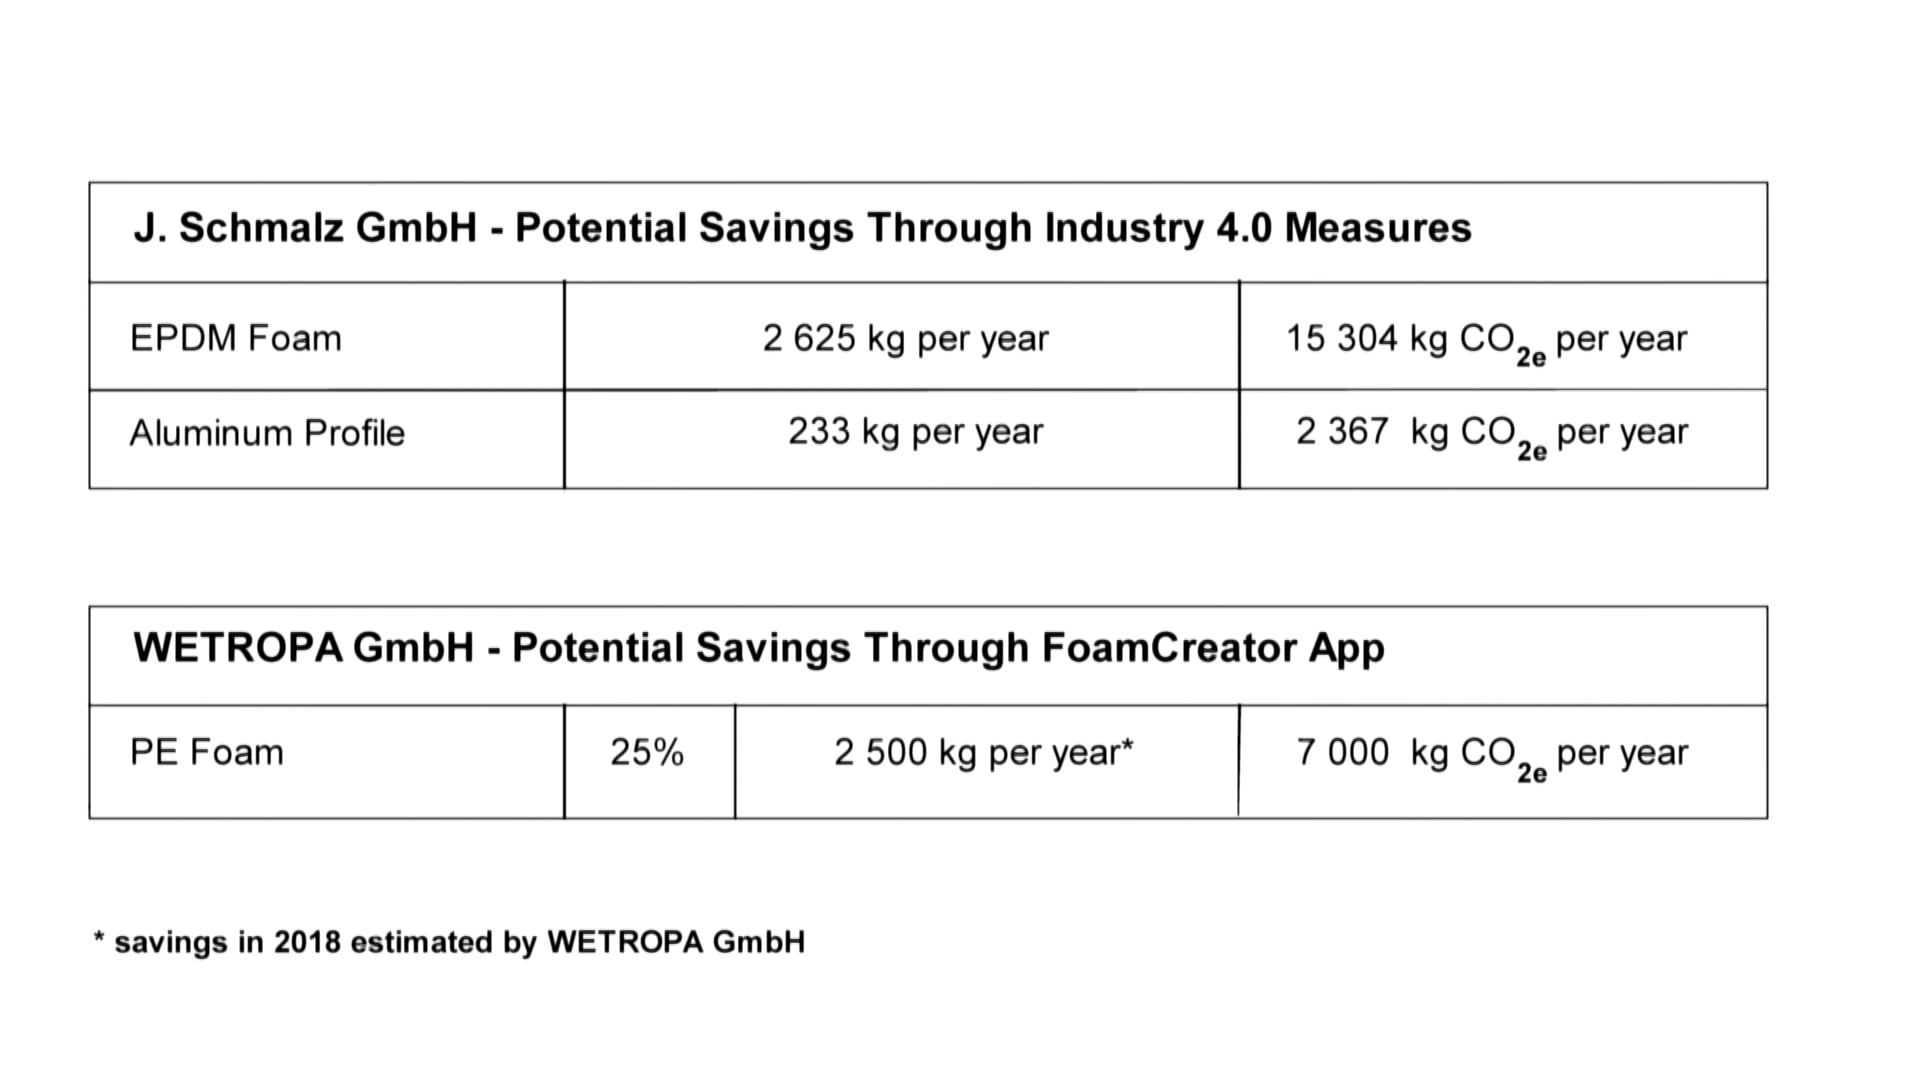 J. Schmalz GmbH - Potential Savings Through Industry 4.0 Measures
EPDM Foam 2 625 kg per year 15 304 kg CO2e per year
Aluminum Profile 233 kg per year 2 367 kg CO2e per year
WETROPA GmbH - Potential Savings Through FoamCreator App
PE Foam 25% 2 500 kg per year* 7 000 kg CO2e per year
* savings in 2018 estimated by WETROPA GmbH